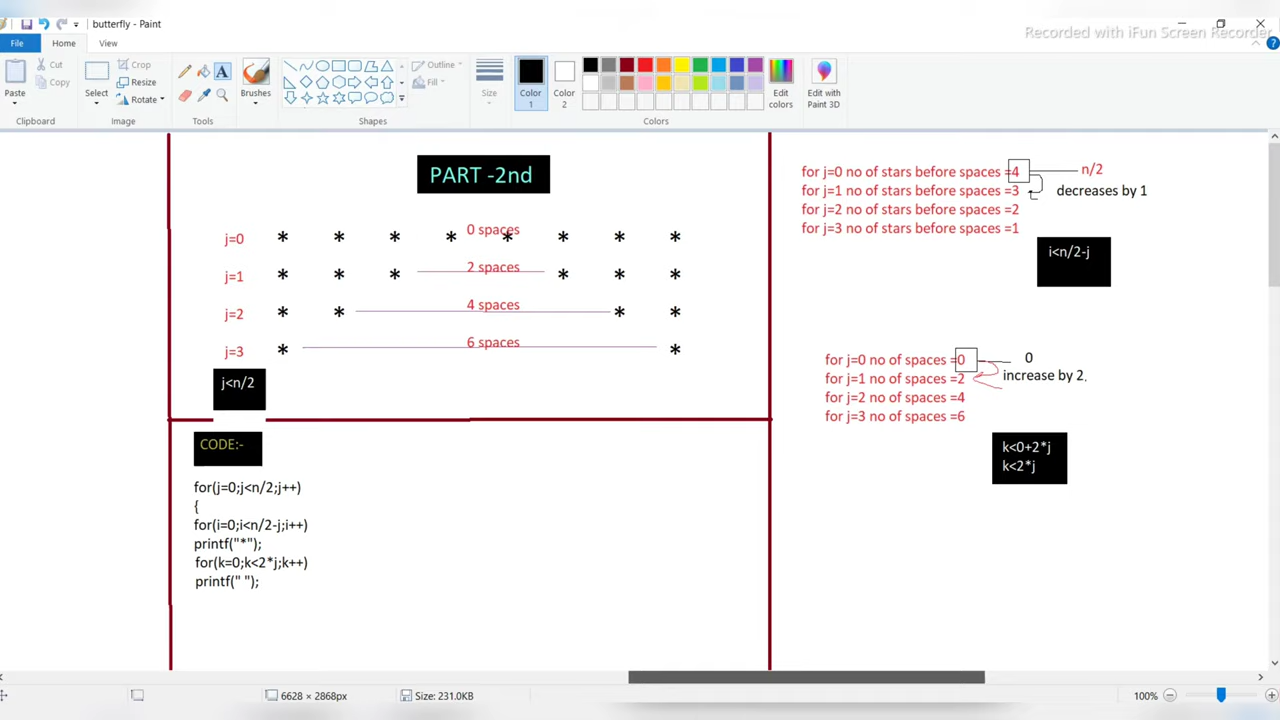 butterfly - Paint
Recorded with iFun Screen Recorder
File
Home
View
Paste
Cut
Copy
Clipboard
Select
Crop
Resize
Rotate
Image
Tools
Brushes
Outline
Fill
Shapes
Size
Color 1
Color 2
Edit colors
Edit with Paint 3D
Colors
PART -2nd
j=0 * * * * 0 spaces * * * *
j=1 * * * 2 spaces * * *
j=2 * * 4 spaces * *
j=3 * 6 spaces *
j<n/2
CODE:-
for(j=0;j<n/2;j++)
{
for(i=0;i<n/2-j;i++)
printf("*");
for(k=0;k<2*j;k++)
printf(" ");
for j=0 no of stars before spaces =4 n/2
for j=1 no of stars before spaces =3 decreases by 1
for j=2 no of stars before spaces =2
for j=3 no of stars before spaces =1
i<n/2-j
for j=0 no of spaces =0 0
for j=1 no of spaces =2 increase by 2.
for j=2 no of spaces =4
for j=3 no of spaces =6
k<0+2*j
k<2*j
6628 × 2868px
Size: 231.0KB
100%